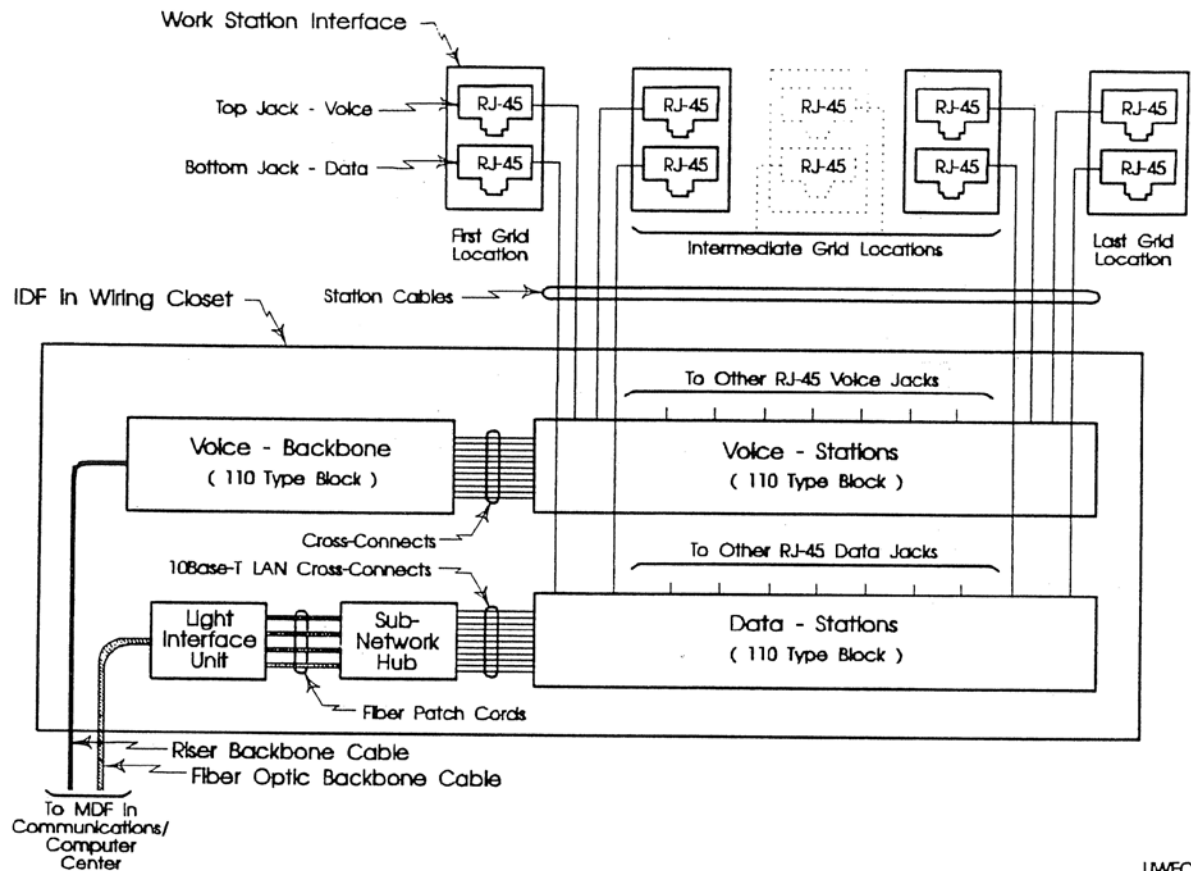 Work Station Interface
Top Jack - Voice
RJ-45
RJ-45
RJ-45
RJ-45
RJ-45
Bottom Jack - Data
RJ-45
RJ-45
RJ-45
RJ-45
RJ-45
First Grid
Location
Intermediate Grid Locations
Last Grid
Location
IDF in Wiring Closet
Station Cables
To Other RJ-45 Voice Jacks
Voice - Backbone
( 110 Type Block )
Voice - Stations
( 110 Type Block )
Cross-Connects
10Base-T LAN Cross-Connects
To Other RJ-45 Data Jacks
Light
Interface
Unit
Sub-
Network
Hub
Data - Stations
( 110 Type Block )
Fiber Patch Cords
Riser Backbone Cable
Fiber Optic Backbone Cable
To MDF in
Communications/
Computer
Center